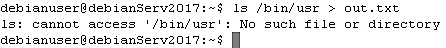 debianuser@debianServ2017:~$ ls /bin/usr > out.txt
ls: cannot access '/bin/usr': No such file or directory
debianuser@debianServ2017:~$